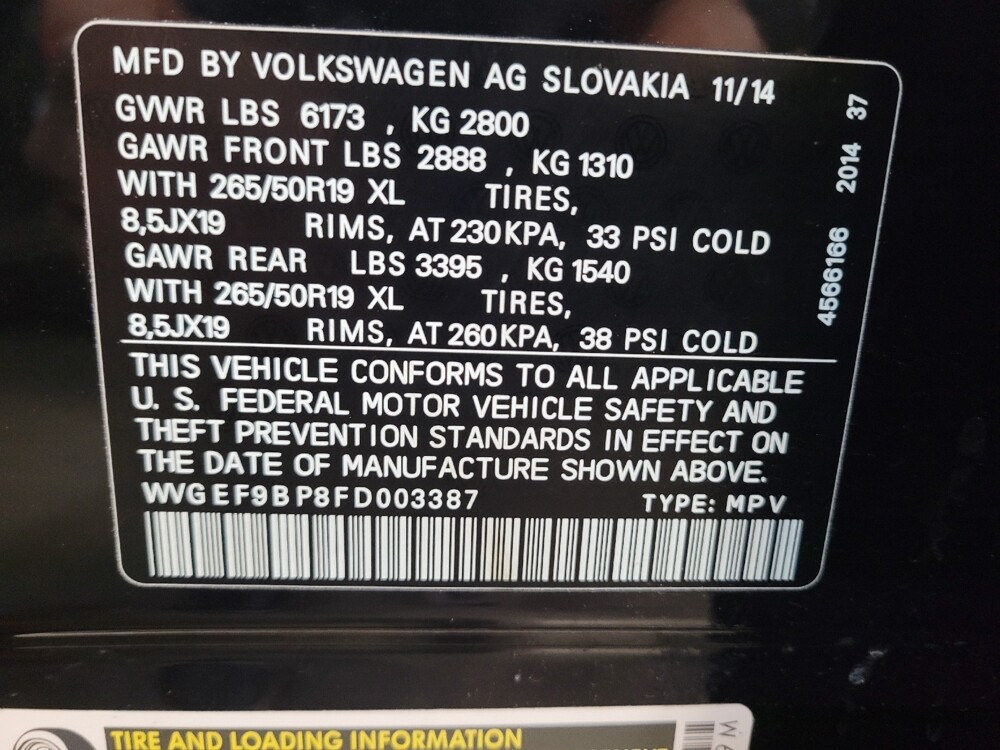 MFD BY VOLKSWAGEN AG SLOVAKIA 11/14
GVWR LBS 6173 , KG 2800
GAWR FRONT LBS 2888 , KG 1310
WITH 265/50R19 XL TIRES,
8,5JX19 RIMS, AT 230KPA, 33 PSI COLD
GAWR REAR LBS 3395 , KG 1540
WITH 265/50R19 XL TIRES,
8,5JX19 RIMS, AT 260KPA, 38 PSI COLD
THIS VEHICLE CONFORMS TO ALL APPLICABLE
U. S. FEDERAL MOTOR VEHICLE SAFETY AND
THEFT PREVENTION STANDARDS IN EFFECT ON
THE DATE OF MANUFACTURE SHOWN ABOVE.
WVGEF9BP8FD003387 TYPE: MPV
4566166 2014 37
TIRE AND LOADING INFORMATION